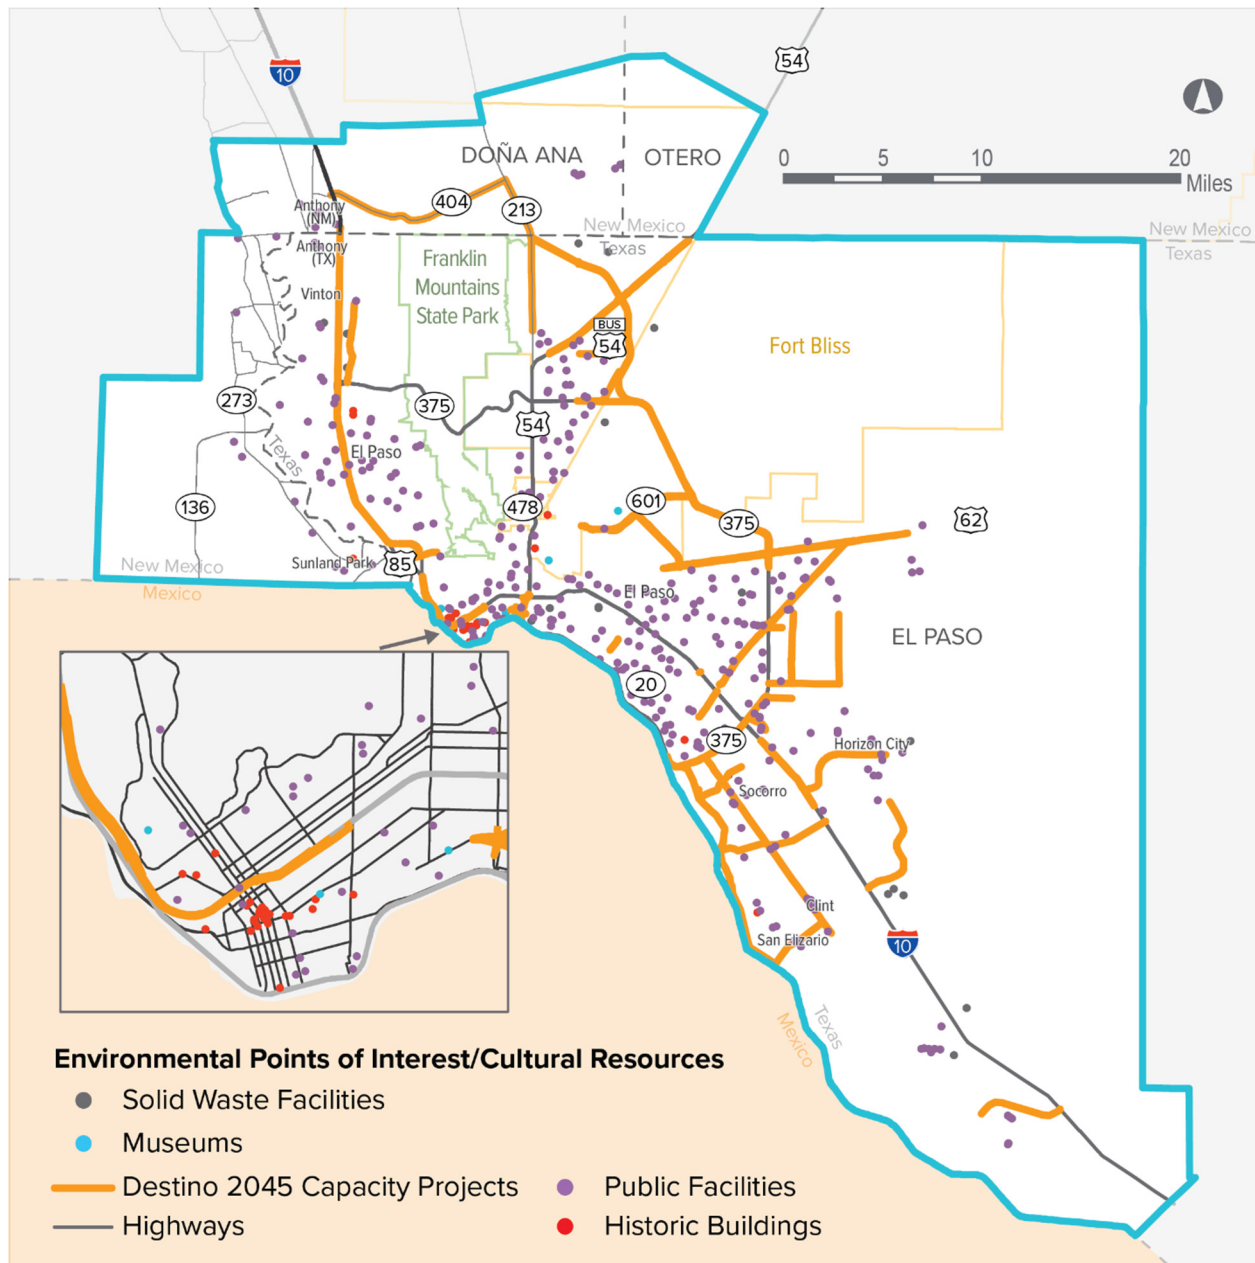 54
10
0 5 10 20
Miles
DOÑA ANA
OTERO
404
213
Anthony
(NM)
New Mexico
Texas
New Mexico
Texas
Anthony
(TX)
Franklin
Mountains
State Park
Vinton
BUS
54
Fort Bliss
273
375
54
Texas
El Paso
136
478
601
375
62
New Mexico
Mexico
Sunland Park
85
El Paso
EL PASO
20
375
Horizon City
Socorro
Clint
San Elizario
10
Texas
Mexico
Environmental Points of Interest/Cultural Resources
Solid Waste Facilities
Museums
Destino 2045 Capacity Projects
Highways
Public Facilities
Historic Buildings